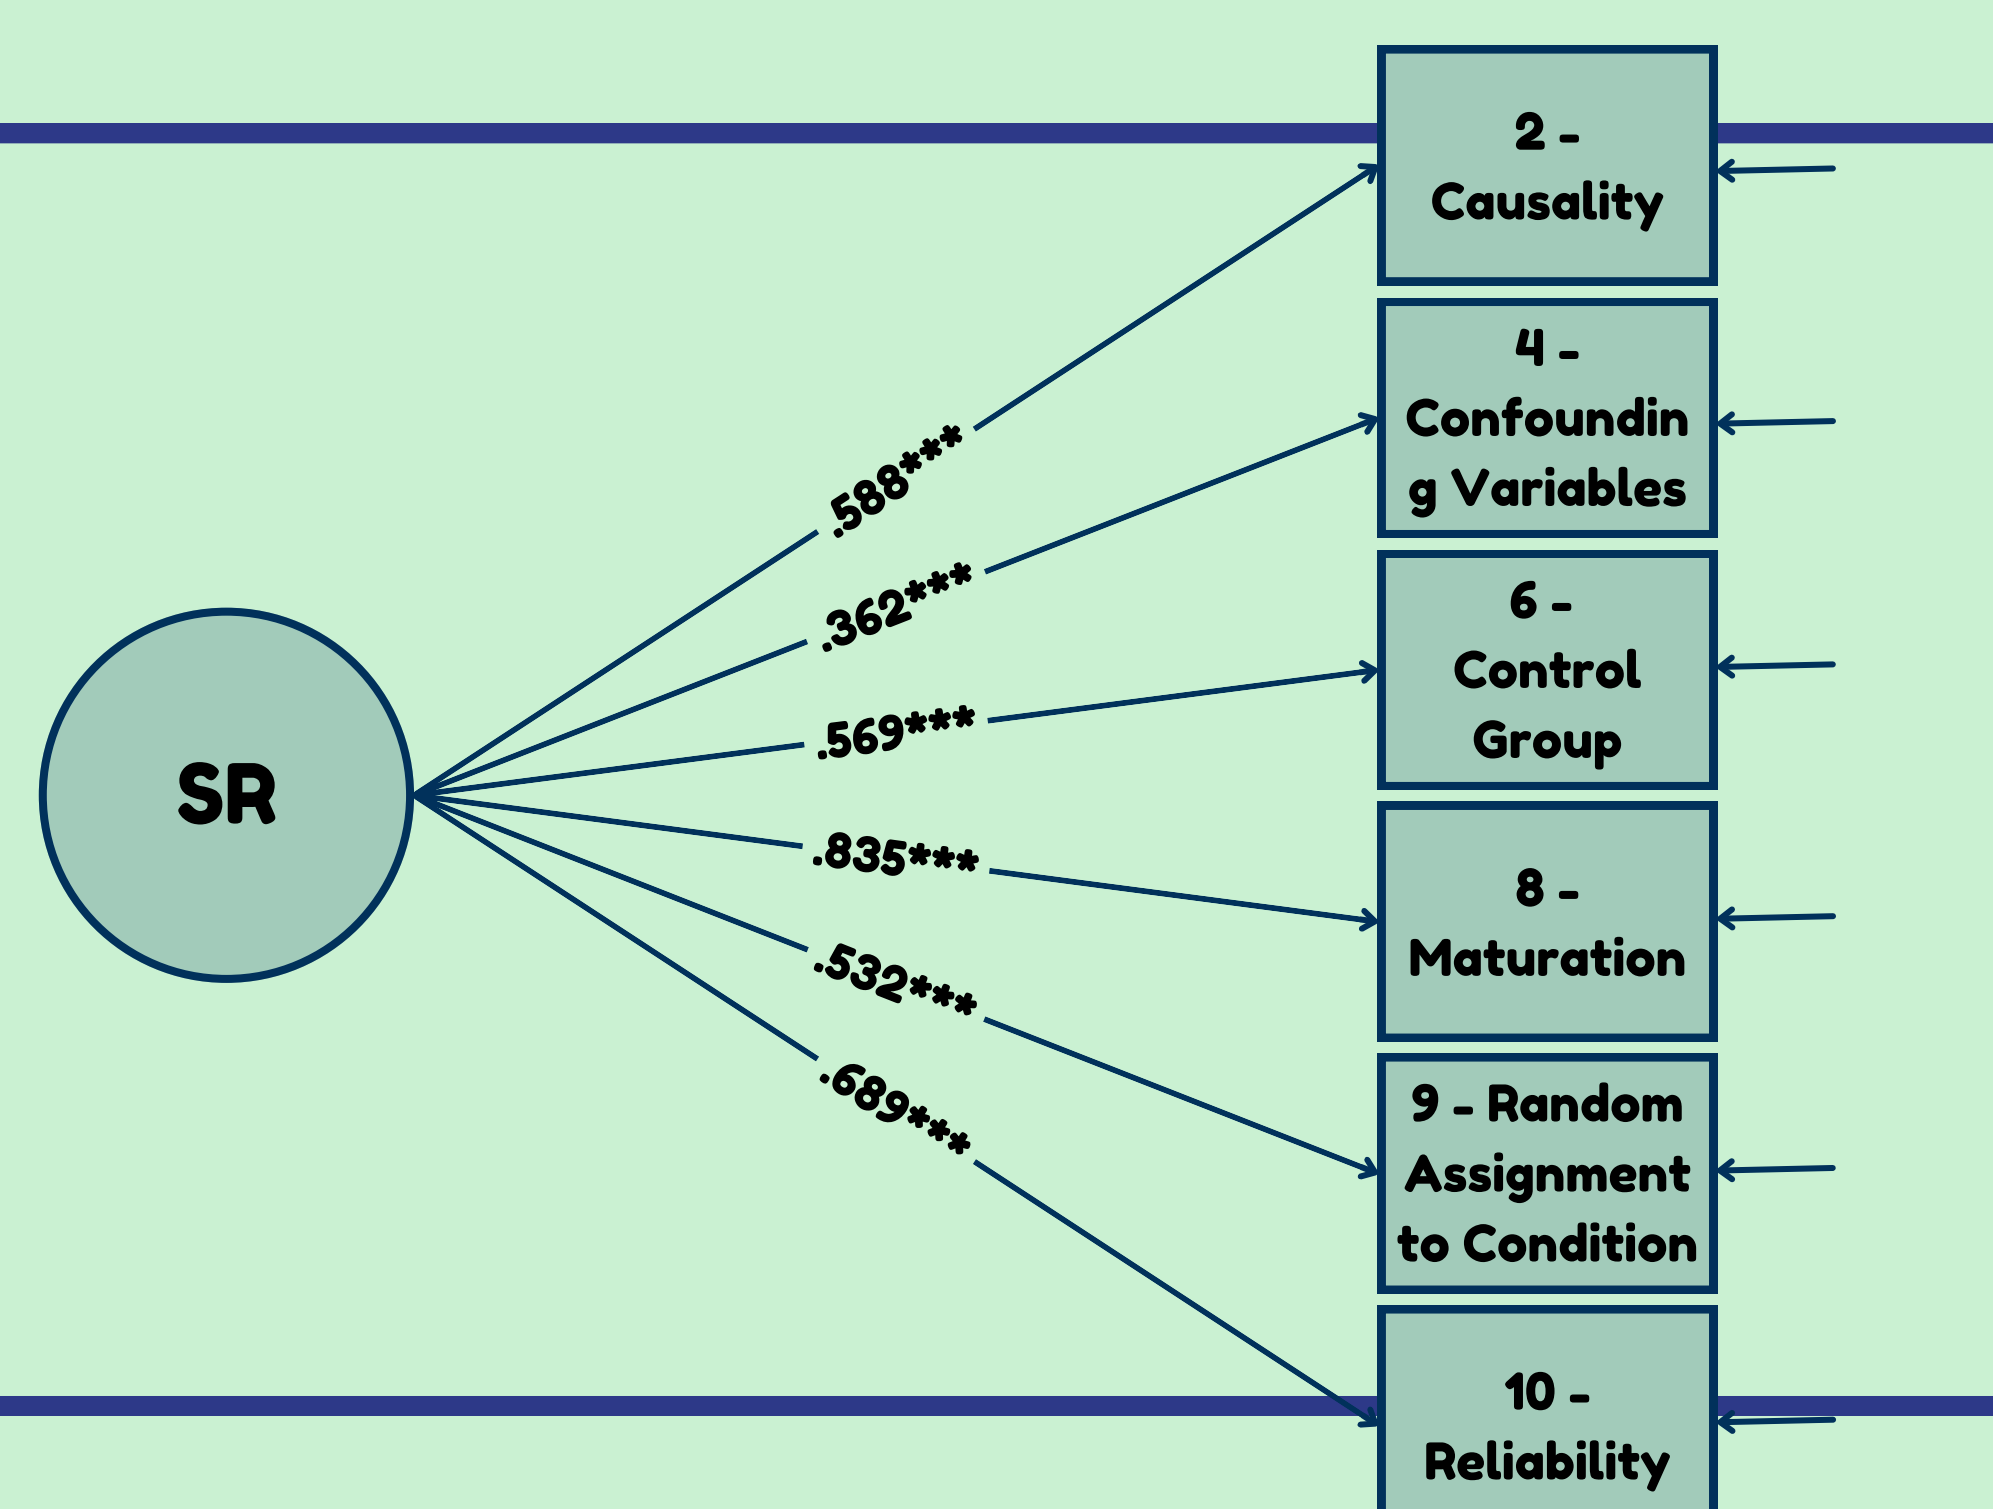 2 -
Causality
.588***
4 -
Confoundin
g Variables
.362***
6 -
Control
Group
.569***
SR
.835***
8 -
Maturation
.532***
9 - Random
Assignment
to Condition
.689***
10 -
Reliability